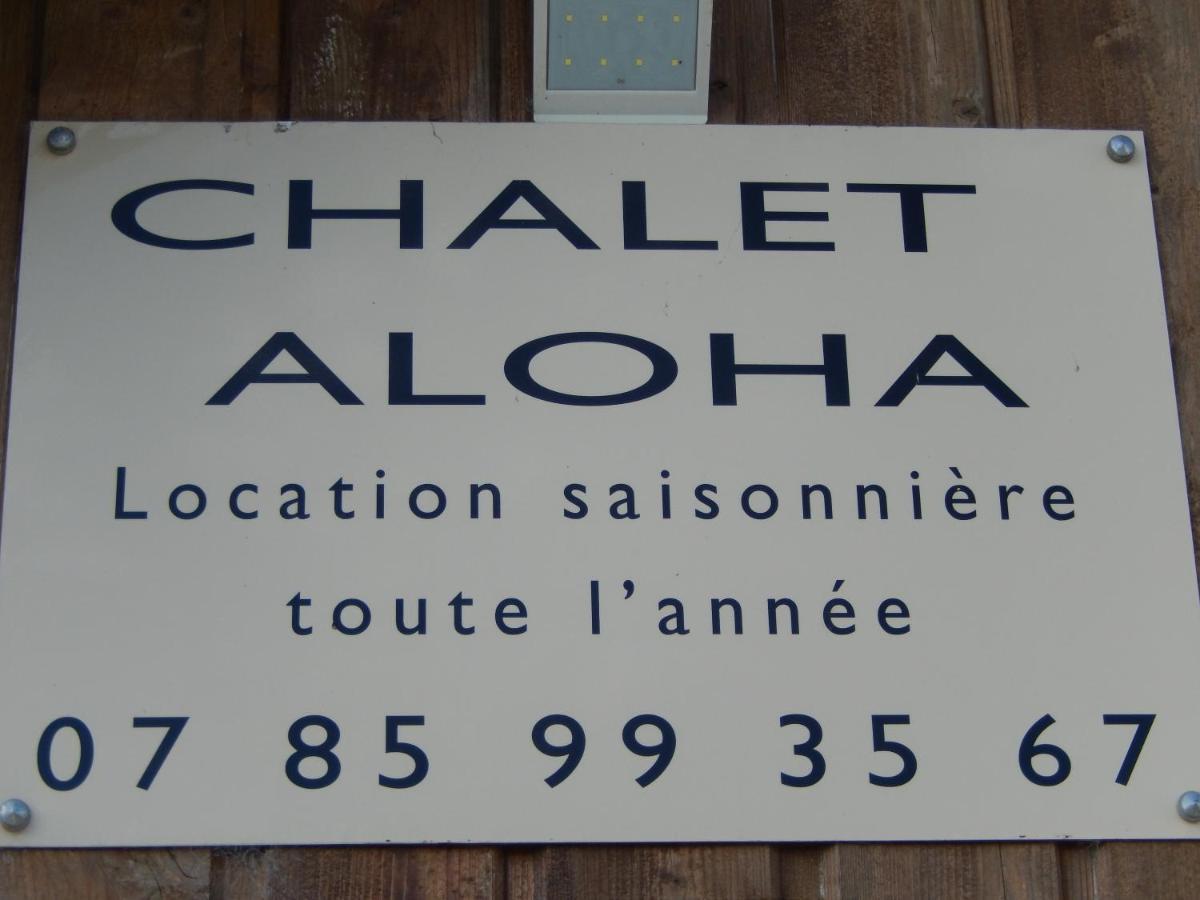 CHALET
ALOHA
Location saisonnière
toute l’année
07 85 99 35 67